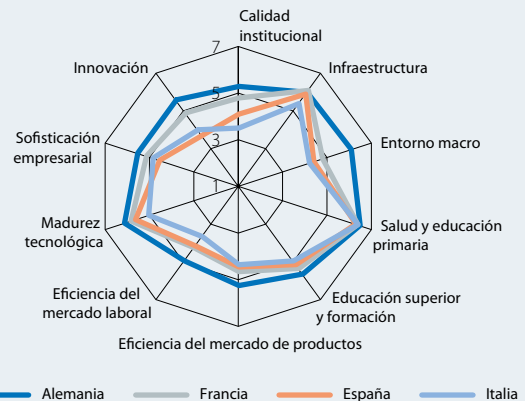 Calidad
institucional
7
Innovación
Infraestructura
5
Sofisticación
empresarial
3
Entorno macro
1
Madurez
tecnológica
Salud y educación
primaria
Eficiencia del
mercado laboral
Educación superior
y formación
Eficiencia del mercado de productos
Alemania Francia España Italia